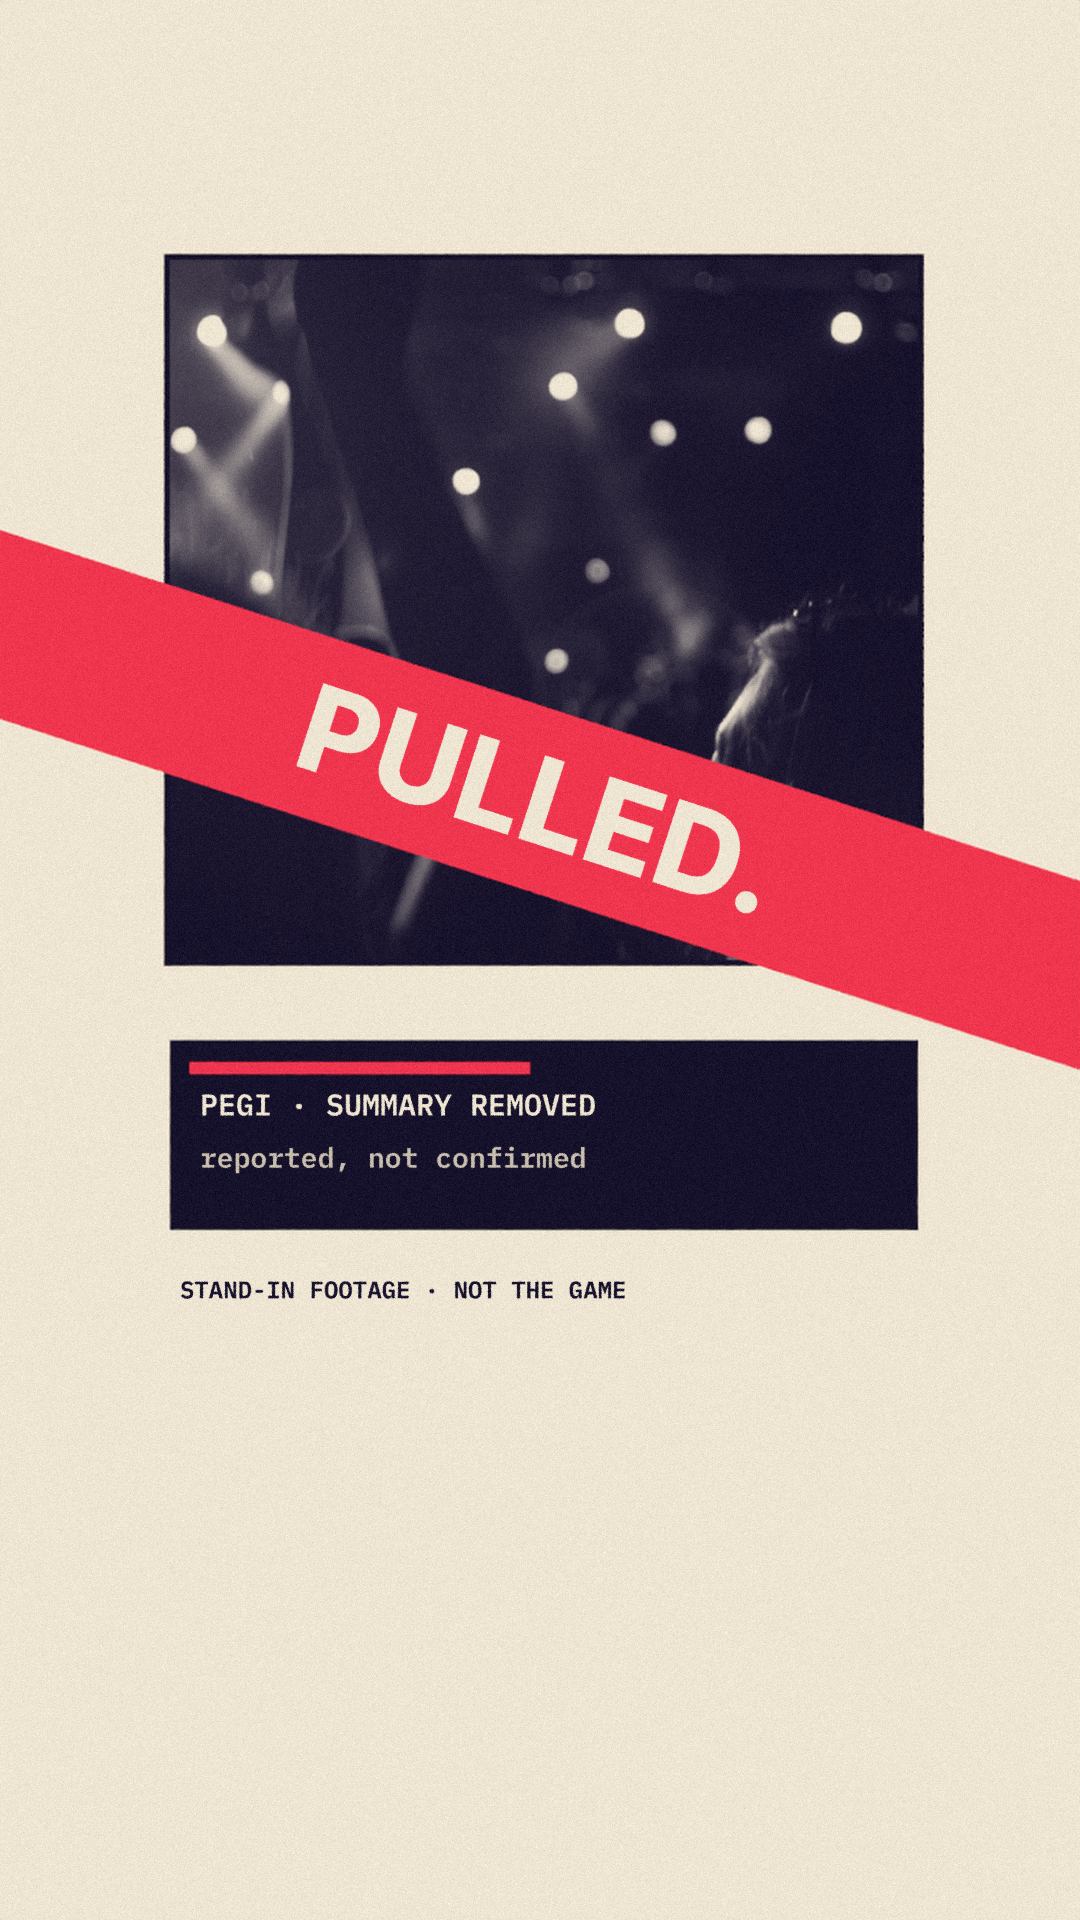 PULLED.
PEGI · SUMMARY REMOVED
reported, not confirmed
STAND-IN FOOTAGE · NOT THE GAME